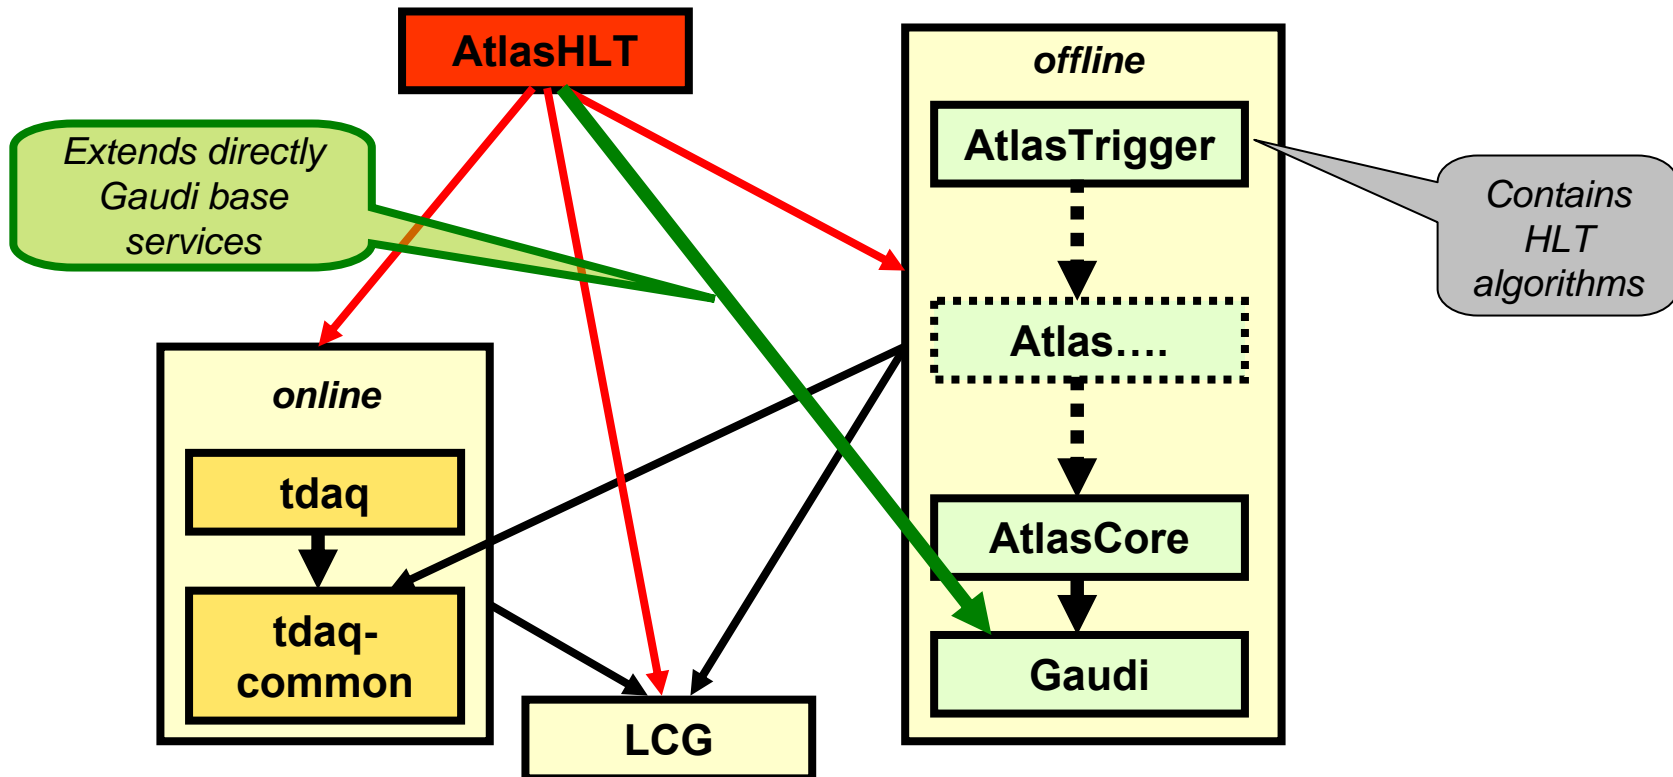 AtlasHLT
offline
AtlasTrigger
Extends directly
Gaudi base
services
Contains
HLT
algorithms
Atlas....
online
tdaq
AtlasCore
tdaq-
common
Gaudi
LCG